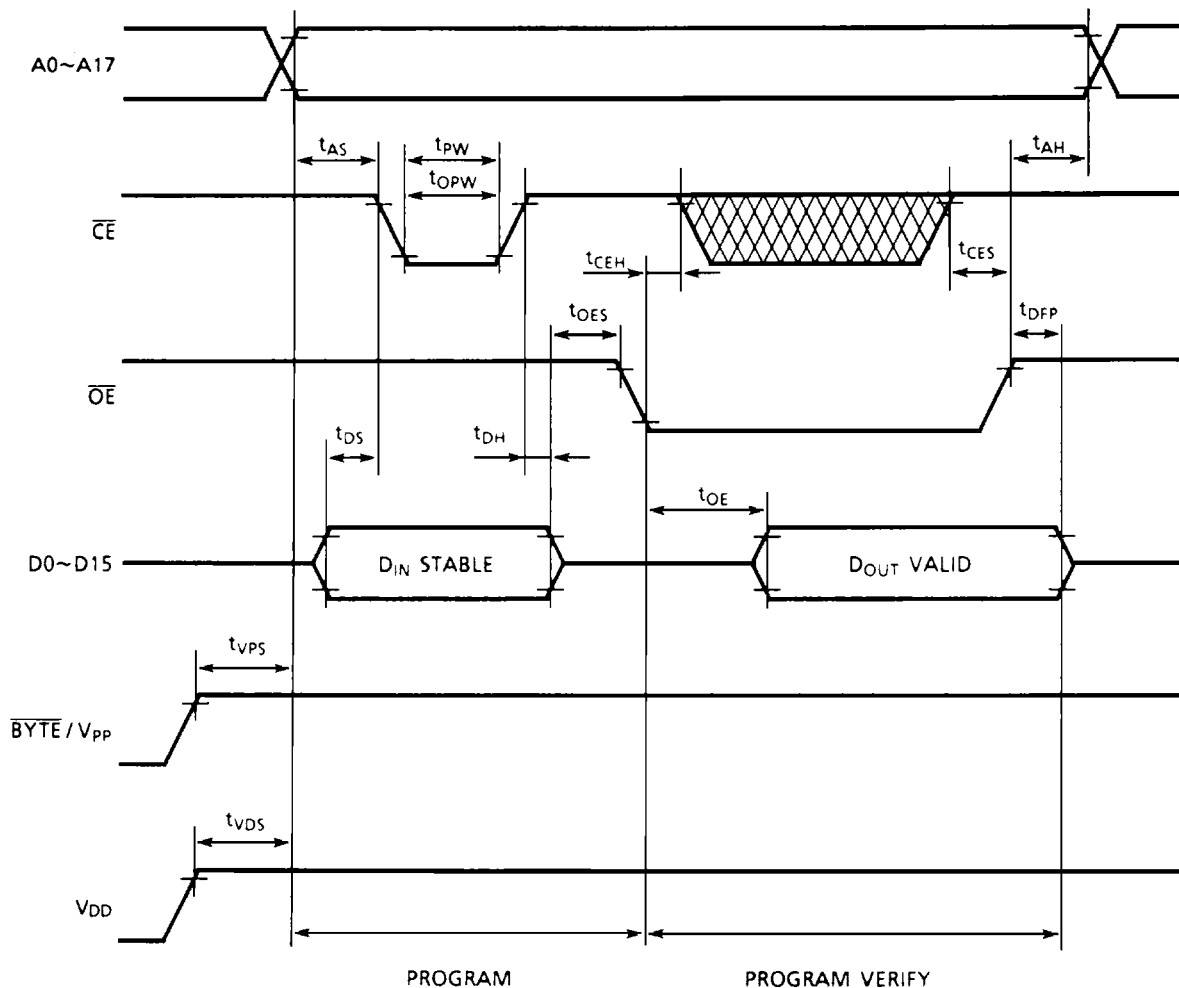 A0~A17
tAS
tPW
tAH
tOPW
CE
tCEH
tCES
tOES
tDFP
OE
tDS
tDH
tOE
D0~D15
DIN STABLE
DOUT VALID
tVPS
BYTE / VPP
tVDS
VDD
PROGRAM
PROGRAM VERIFY